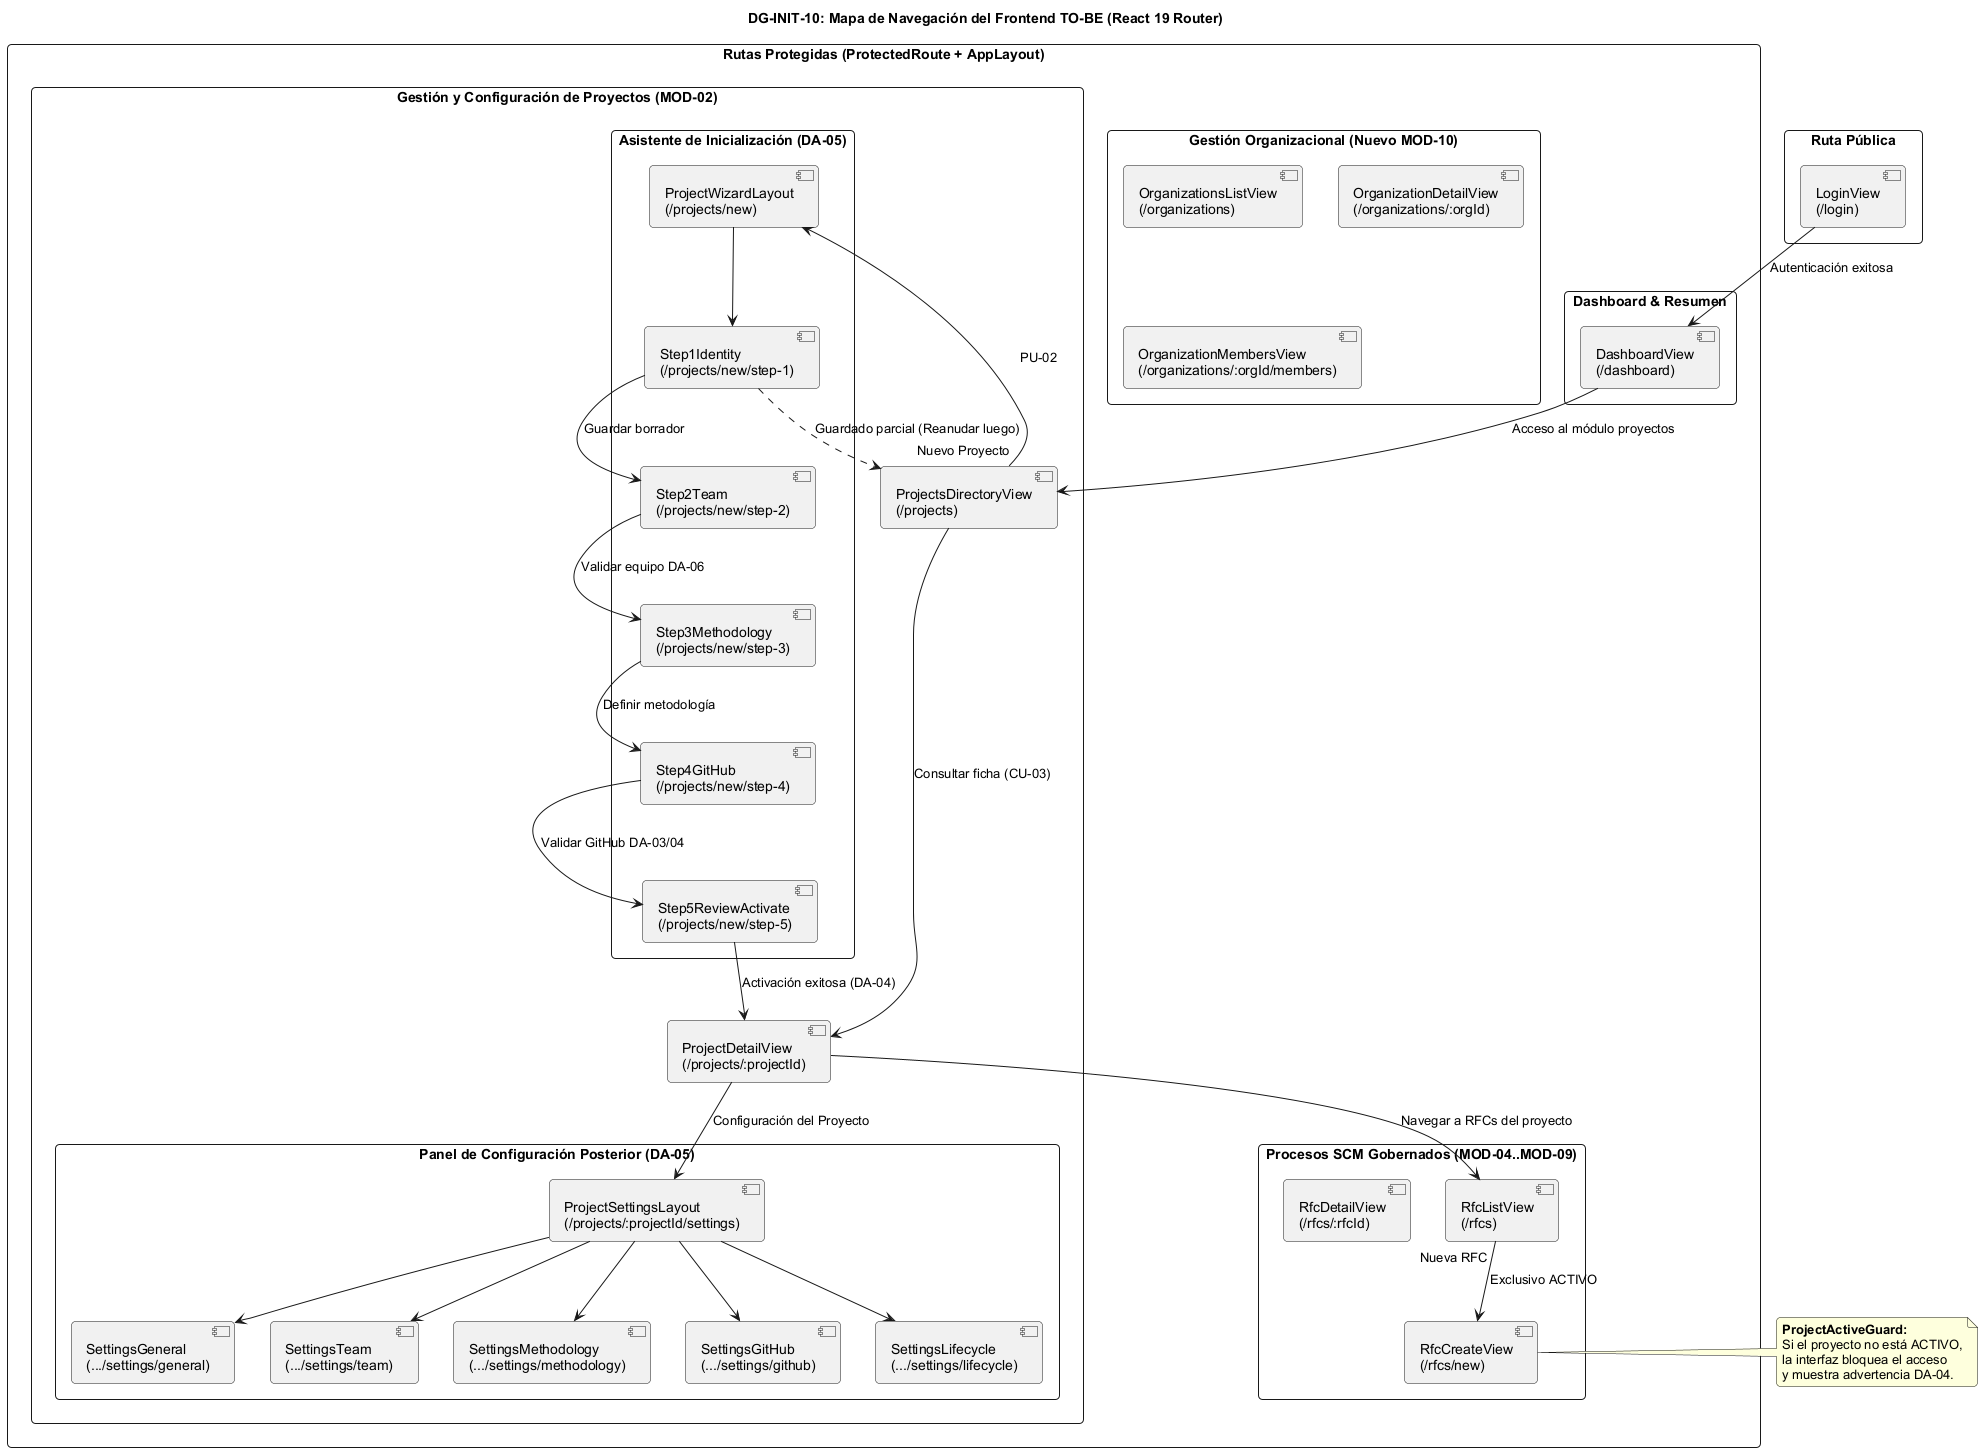 DG-INIT-10: Mapa de Navegación del Frontend TO-BE (React 19 Router)
Rutas Protegidas (ProtectedRoute + AppLayout)
Gestión y Configuración de Proyectos (MOD-02)
Asistente de Inicialización (DA-05)
Gestión Organizacional (Nuevo MOD-10)
Ruta Pública
ProjectWizardLayout
(/projects/new)
OrganizationsListView
(/organizations)
OrganizationDetailView
(/organizations/:orgId)
LoginView
(/login)
Autenticación exitosa
Dashboard & Resumen
Step1Identity
(/projects/new/step-1)
PU-02
OrganizationMembersView
(/organizations/:orgId/members)
DashboardView
(/dashboard)
Guardar borrador
Guardado parcial (Reanudar luego)
Nuevo Proyecto
Acceso al módulo proyectos
Step2Team
(/projects/new/step-2)
ProjectsDirectoryView
(/projects)
Validar equipo DA-06
Step3Methodology
(/projects/new/step-3)
Definir metodología
Step4GitHub
(/projects/new/step-4)
Consultar ficha (CU-03)
Validar GitHub DA-03/04
Step5ReviewActivate
(/projects/new/step-5)
Activación exitosa (DA-04)
ProjectDetailView
(/projects/:projectId)
Configuración del Proyecto
Navegar a RFCs del proyecto
Panel de Configuración Posterior (DA-05)
Procesos SCM Gobernados (MOD-04..MOD-09)
ProjectSettingsLayout
(/projects/:projectId/settings)
RfcDetailView
(/rfcs/:rfcId)
RfcListView
(/rfcs)
Nueva RFC
Exclusivo ACTIVO
SettingsGeneral
(.../settings/general)
SettingsTeam
(.../settings/team)
SettingsMethodology
(.../settings/methodology)
SettingsGitHub
(.../settings/github)
SettingsLifecycle
(.../settings/lifecycle)
RfcCreateView
(/rfcs/new)
ProjectActiveGuard:
Si el proyecto no está ACTIVO,
la interfaz bloquea el acceso
y muestra advertencia DA-04.